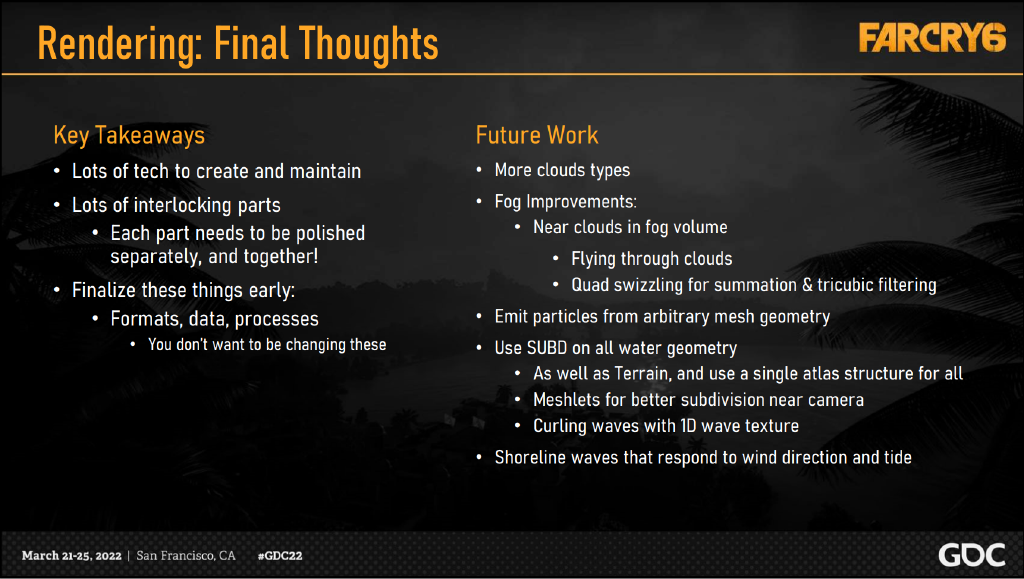 Rendering: Final Thoughts
FARCRY6
Key Takeaways
• Lots of tech to create and maintain
• Lots of interlocking parts
• Each part needs to be polished
separately, and together!
• Finalize these things early:
• Formats, data, processes
• You don't want to be changing these
Future Work
• More clouds types
• Fog Improvements:
• Near clouds in fog volume
• Flying through clouds
• Quad swizzling for summation & tricubic filtering
• Emit particles from arbitrary mesh geometry
• Use SUBD on all water geometry
• As well as Terrain, and use a single atlas structure for all
• Meshlets for better subdivision near camera
• Curling waves with 1D wave texture
• Shoreline waves that respond to wind direction and tide
March 21-25, 2022 | San Francisco, CA #GDC22
GDC